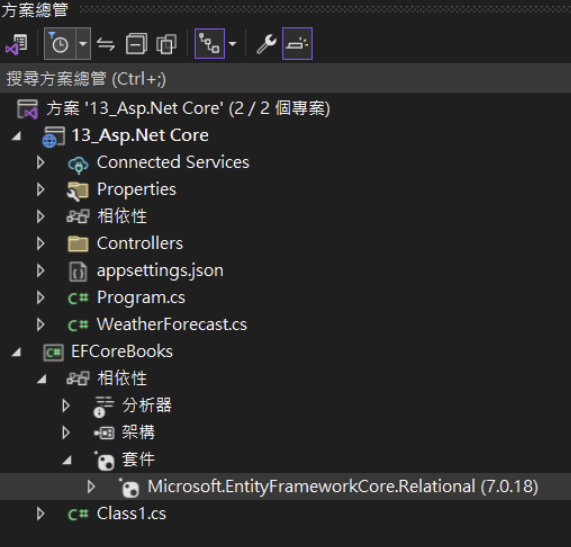 方案總管
搜尋方案總管 (Ctrl+;)
方案 '13_Asp.Net Core' (2 / 2 個專案)
13_Asp.Net Core
Connected Services
Properties
相依性
Controllers
appsettings.json
C# Program.cs
C# WeatherForecast.cs
C# EFCoreBooks
相依性
分析器
架構
套件
Microsoft.EntityFrameworkCore.Relational (7.0.18)
C# Class1.cs